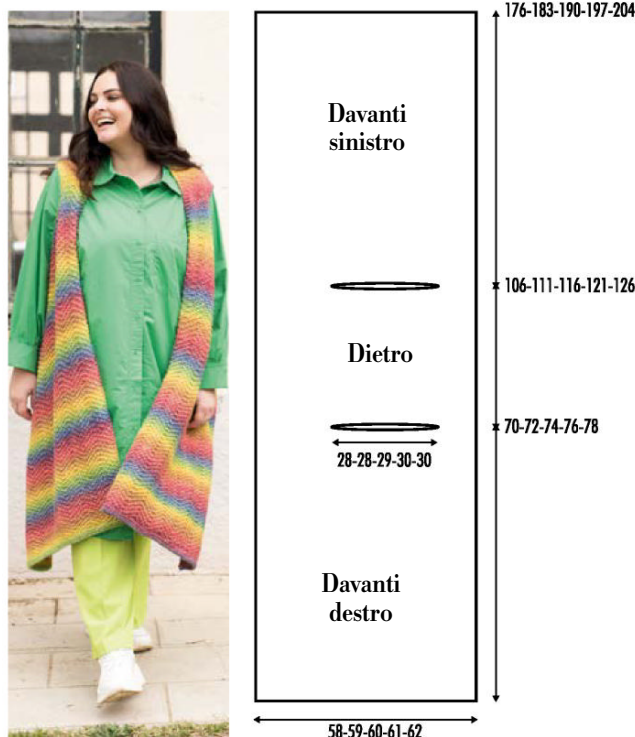 176-183-190-197-204
Davanti
sinistro
106-111-116-121-126
Dietro
70-72-74-76-78
28-28-29-30-30
Davanti
destro
58-59-60-61-62